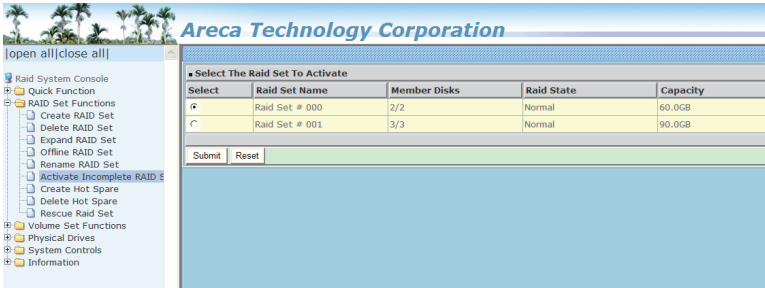 Areca Technology Corporation
|open all|close all|
Raid System Console
Quick Function
RAID Set Functions
Create RAID Set
Delete RAID Set
Expand RAID Set
Offline RAID Set
Rename RAID Set
Activate Incomplete RAID S
Create Hot Spare
Delete Hot Spare
Rescue Raid Set
Volume Set Functions
Physical Drives
System Controls
Information
Select The Raid Set To Activate
Select Raid Set Name Member Disks Raid State Capacity
Raid Set # 000 2/2 Normal 60.0GB
Raid Set # 001 3/3 Normal 90.0GB
Submit Reset